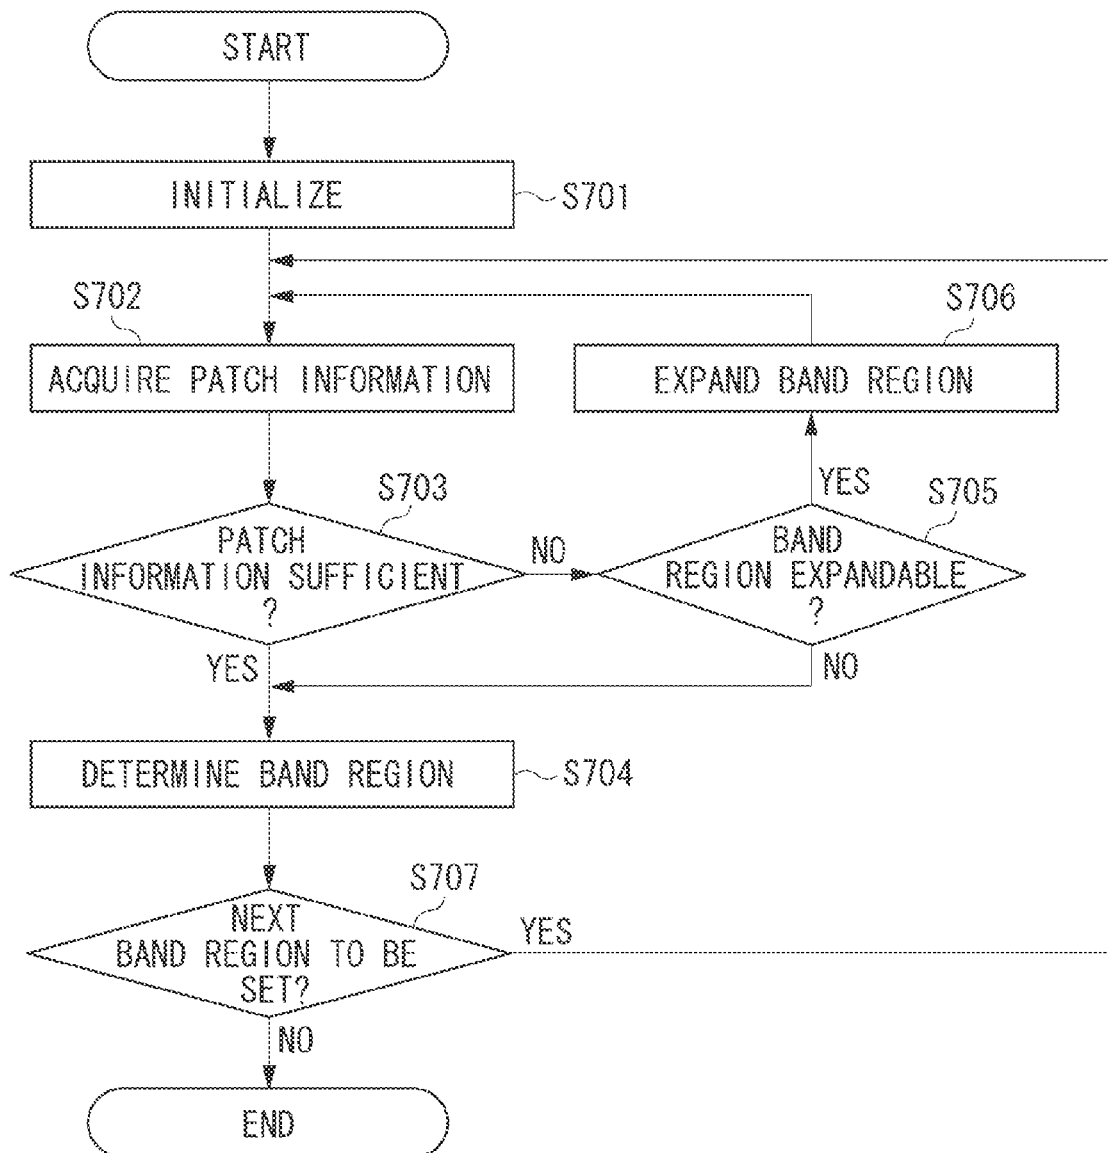 START
INITIALIZE
S701
S702
S706
ACQUIRE PATCH INFORMATION
EXPAND BAND REGION
YES
S703
S705
PATCH
INFORMATION SUFFICIENT
?
NO
BAND
REGION EXPANDABLE
?
YES
NO
DETERMINE BAND REGION
S704
S707
NEXT
BAND REGION TO BE
SET?
YES
NO
END